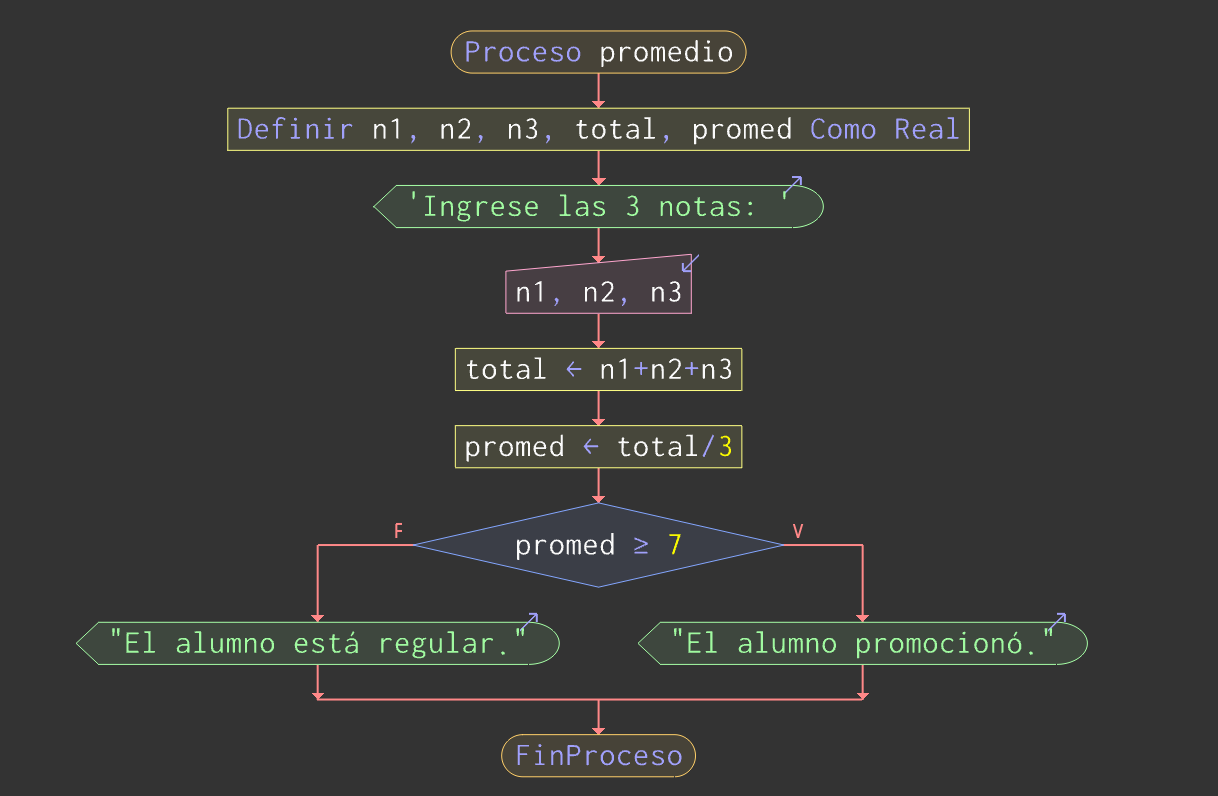 Proceso promedio
Definir n1, n2, n3, total, promed Como Real
'Ingrese las 3 notas: '
n1, n2, n3
total ← n1+n2+n3
promed ← total/3
F
V
promed ≥ 7
"El alumno está regular."
"El alumno promocionó."
FinProceso